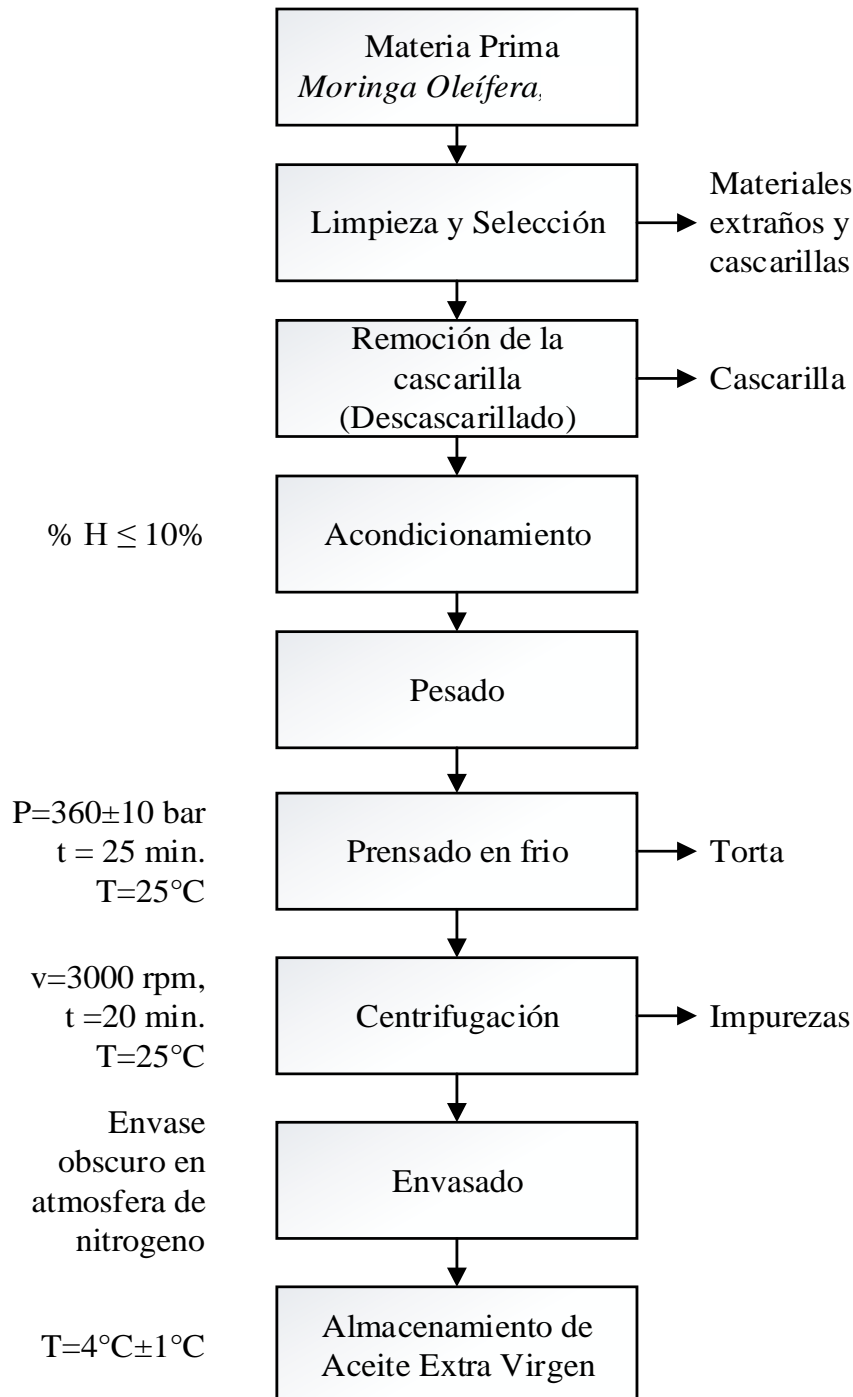 Materia Prima
Moringa Oleífera,
Limpieza y Selección
Materiales
extraños y
cascarillas
Remoción de la
cascarilla
(Descascarillado)
Cascarilla
% H ≤ 10%
Acondicionamiento
Pesado
P=360±10 bar
t = 25 min.
T=25°C
Prensado en frio
Torta
v=3000 rpm,
t =20 min.
T=25°C
Centrifugación
Impurezas
Envase
obscuro en
atmosfera de
nitrogeno
Envasado
T=4°C±1°C
Almacenamiento de
Aceite Extra Virgen